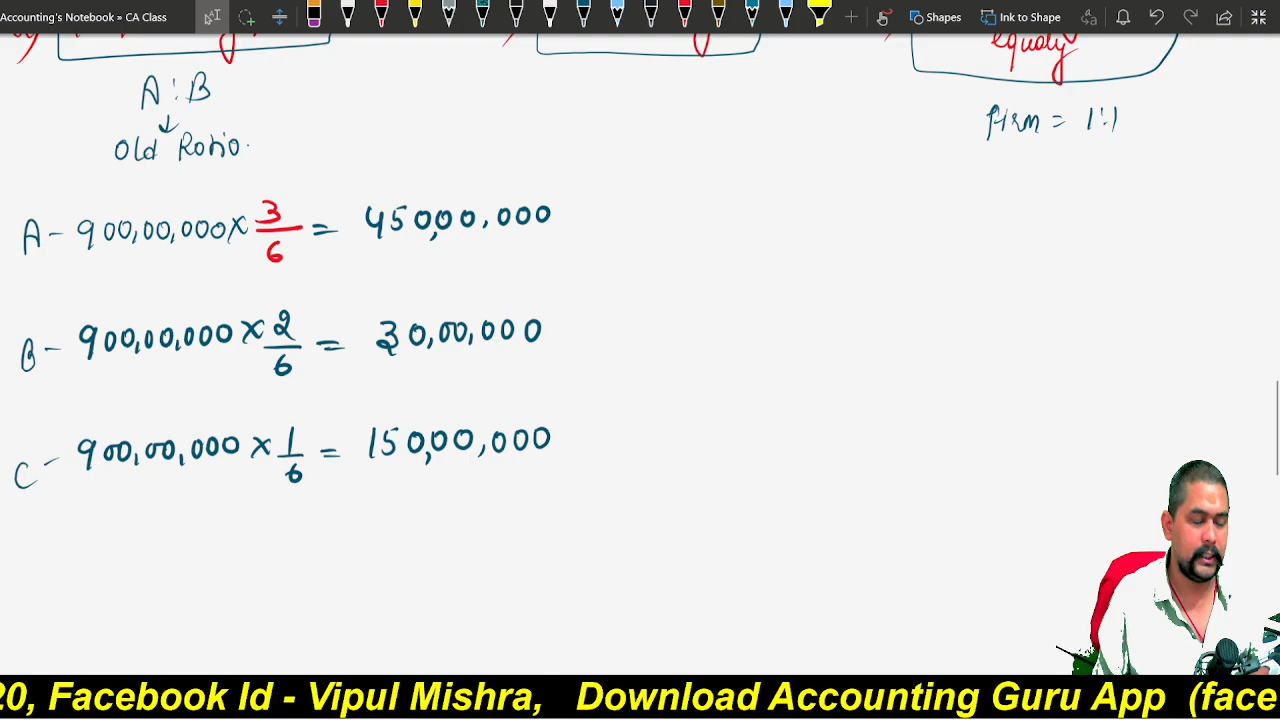 Accounting's Notebook » CA Class
Shapes
Ink to Shape
equaly
A : B
firm = 1:1
Old Ratio
A - 900,00,000 × 3/6 = 450,00,000
B - 900,00,000 × 2/6 = 30,00,000
C - 900,00,000 × 1/6 = 150,00,000
20, Facebook Id - Vipul Mishra, Download Accounting Guru App (face